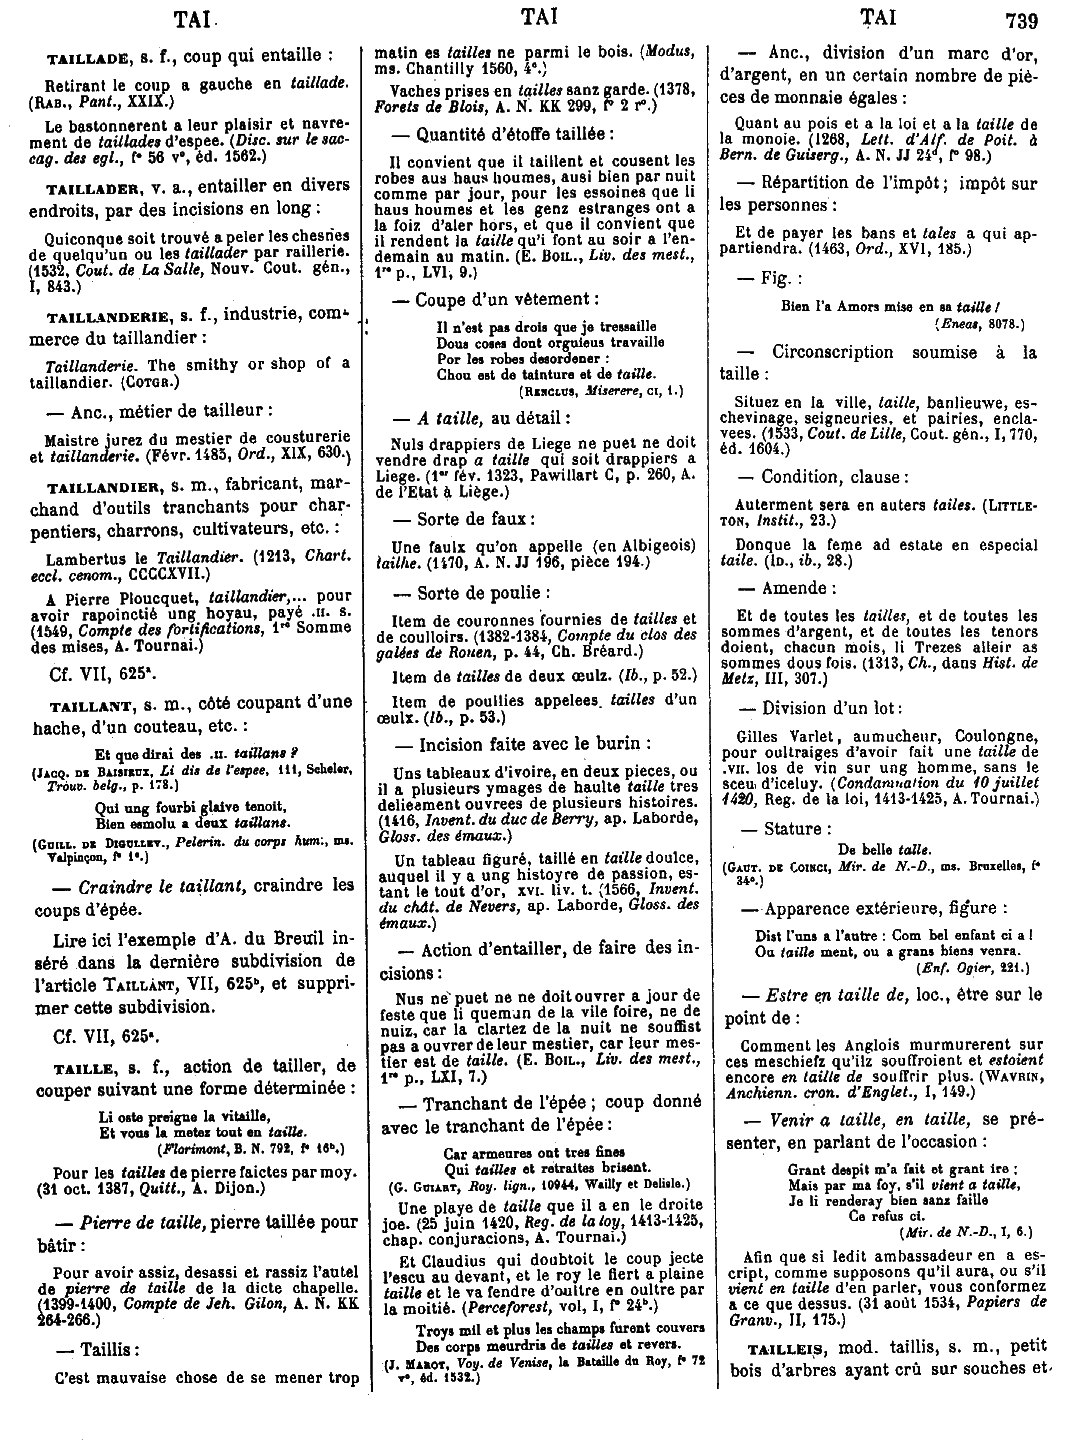 TAI
TAI
TAI
739
TAILLADE, s. f., coup qui entaille :
Retirant le coup a gauche en taillade.
(RAB., Pant., XXIX.)
Le bastonnerent a leur plaisir et navre-
ment de taillades d'espee. (Disc. sur le sac-
cag. des egl., f° 56 v°, éd. 1562.)
TAILLADER, v. a., entailler en divers
endroits, par des incisions en long :
Quiconque soit trouvé a peler les chesnes
de quelqu'un ou les taillader par raillerie.
(1532, Cout. de La Salle, Nouv. Cout. gén.,
I, 843.)
TAILLANDERIE, s. f., industrie, com-
merce du taillandier :
Taillanderie. The smithy or shop of a
taillandier. (COTGR.)
— Anc., métier de tailleur :
Maistre jurez du mestier de cousturerie
et taillanderie. (Févr. 1485, Ord., XIX, 630.)
TAILLANDIER, s. m., fabricant, mar-
chand d'outils tranchants pour char-
pentiers, charrons, cultivateurs, etc. :
Lambertus le Taillandier. (1213, Chart.
eccl. cenom., CCCCXVII.)
A Pierre Ploucquet, taillandier,... pour
avoir rapoinctié ung hoyau, payé .II. s.
(1549, Compte des fortifications, 1re Somme
des mises, A. Tournai.)
Cf. VII, 625a.
TAILLANT, s. m., côté coupant d'une
hache, d'un couteau, etc. :
Et que dirai des .II. taillans ?
(JACQ. DE BAISIEUX, Li dis de l'espee, 111, Scheler,
Trouv. belg., p. 178.)
Qui ung fourbi glaive tenoit,
Bien esmolu a deux taillans.
(GUILL. DE DIGULLEV., Pelerin. du corps hum., ms.
Valpinçon, f° 1c.)
— Craindre le taillant, craindre les
coups d'épée.
Lire ici l'exemple d'A. du Breuil in-
séré dans la dernière subdivision de
l'article TAILLANT, VII, 625b, et suppri-
mer cette subdivision.
Cf. VII, 625a.
TAILLE, s. f., action de tailler, de
couper suivant une forme déterminée :
Li oste preigne la vitaille,
Et vous la metez tout en taille.
(Florimont, B. N. 792, f° 16b.)
Pour les tailles de pierre faictes par moy.
(31 oct. 1387, Quitt., A. Dijon.)
— Pierre de taille, pierre taillée pour
bâtir :
Pour avoir assiz, desassi et rassiz l'autel
de pierre de taille de la dicte chapelle.
(1399-1400, Compte de Jeh. Gilon, A. N. KK
264-266.)
— Taillis :
C'est mauvaise chose de se mener trop
matin es tailles ne parmi le bois. (Modus,
ms. Chantilly 1560, 4c.)
Vaches prises en tailles sanz garde. (1378,
Forets de Blois, A. N. KK 299, f° 2 r°.)
— Quantité d'étoffe taillée :
Il convient que il taillent et cousent les
robes aus haus houmes, ausi bien par nuit
comme par jour, pour les essoines que li
haus houmes et les genz estranges ont a
la foiz d'aler hors, et que il convient que
il rendent la taille qu'i font au soir a l'en-
demain au matin. (E. BOIL., Liv. des mest.,
1re p., LVI, 9.)
— Coupe d'un vêtement :
Il n'est pas drois que je tressaille
Dous coses dont orguieus travaille
Por les robes desordener :
Chou est de tainture et de taille.
(RENCLUS, Miserere, CI, 1.)
— A taille, au détail :
Nuls drappiers de Liege ne puet ne doit
vendre drap a taille qui soit drappiers a
Liege. (1er fév. 1323, Pawillart C, p. 260, A.
de l'Etat à Liège.)
— Sorte de faux :
Une faulx qu'on appelle (en Albigeois)
tailhe. (1470, A. N. JJ 196, pièce 194.)
— Sorte de poulie :
Item de couronnes fournies de tailles et
de coulloirs. (1382-1384, Compte du clos des
galées de Rouen, p. 44, Ch. Bréard.)
Item de tailles de deux œulz. (Ib., p. 52.)
Item de poullies appelees tailles d'un
œulx. (Ib., p. 53.)
— Incision faite avec le burin :
Uns tableaux d'ivoire, en deux pieces, ou
il a plusieurs ymages de haulte taille tres
delieament ouvrees de plusieurs histoires.
(1416, Invent. du duc de Berry, ap. Laborde,
Gloss. des émaux.)
Un tableau figuré, taillé en taille doulce,
auquel il y a ung histoyre de passion, es-
tant le tout d'or, XVI. liv. t. (1566, Invent.
du chât. de Nevers, ap. Laborde, Gloss. des
émaux.)
— Action d'entailler, de faire des in-
cisions :
Nus ne puet ne ne doit ouvrer a jour de
feste que li quemun de la vile foire, ne de
nuiz, car la clartez de la nuit ne souffist
pas a ouvrer de leur mestier, car leur mes-
tier est de taille. (E. BOIL., Liv. des mest.,
1re p., LXI, 7.)
— Tranchant de l'épée ; coup donné
avec le tranchant de l'épée :
Car armeures ont tres fines
Qui tailles et retraites brisent.
(G. GUIART, Roy. lign., 10944, Wailly et Delisle.)
Une playe de taille que il a en le droite
joe. (25 juin 1420, Reg. de la loy, 1413-1425,
chap. conjuracions, A. Tournai.)
Et Claudius qui doubtoit le coup jecte
l'escu au devant, et le roy le fiert a plaine
taille et le va fendre d'oultre en oultre par
la moitié. (Perceforest, vol, I, f° 24b.)
Troys mil et plus les champs furent couvers
Des corps meurdris de tailles et revers.
(J. MAROT, Voy. de Venise, la Bataille du Roy, f° 72
v°, éd. 1532.)
— Anc., division d'un marc d'or,
d'argent, en un certain nombre de piè-
ces de monnaie égales :
Quant au pois et a la loi et a la taille de
la monoie. (1268, Lett. d'Alf. de Poit. à
Bern. de Guiserg., A. N. JJ 24d, f° 98.)
— Répartition de l'impôt ; impôt sur
les personnes :
Et de payer les bans et tales a qui ap-
partiendra. (1463, Ord., XVI, 185.)
— Fig. :
Bien l'a Amors mise en sa taille !
(Eneas, 8078.)
— Circonscription soumise à la
taille :
Situez en la ville, taille, banlieuwe, es-
chevinage, seigneuries, et pairies, encla-
vees. (1533, Cout. de Lille, Cout. gén., I, 770,
éd. 1604.)
— Condition, clause :
Auterment sera en auters tailes. (LITTLE-
TON, Instit., 23.)
Donque la feme ad estate en especial
taile. (ID., ib., 28.)
— Amende :
Et de toutes les tailles, et de toutes les
sommes d'argent, et de toutes les tenors
doient, chacun mois, li Trezes alleir as
sommes dous fois. (1313, Ch., dans Hist. de
Metz, III, 307.)
— Division d'un lot :
Gilles Varlet, aumucheur, Coulongne,
pour oultraiges d'avoir fait une taille de
.VII. los de vin sur ung homme, sans le
sceu d'iceluy. (Condamnation du 10 juillet
1420, Reg. de la loi, 1413-1425, A. Tournai.)
— Stature :
De belle talle.
(GAUT. DE COINCI, Mir. de N.-D., ms. Bruxelles, f°
34c.)
— Apparence extérieure, figure :
Dist l'uns a l'autre : Com bel enfant ci a !
Ou taille ment, ou a grans biens venra.
(Enf. Ogier, 221.)
— Estre en taille de, loc., être sur le
point de :
Comment les Anglois murmurerent sur
ces meschiefz qu'ilz souffroient et estoient
encore en taille de souffrir plus. (WAVRIN,
Anchienn. cron. d'Englet., I, 149.)
— Venir a taille, en taille, se pré-
senter, en parlant de l'occasion :
Grant despit m'a fait et grant ire ;
Mais par ma foy, s'il vient a taille,
Je li renderay bien sanz faille
Ce refus ci.
(Mir. de N.-D., I, 6.)
Afin que si ledit ambassadeur en a es-
cript, comme supposons qu'il aura, ou s'il
vient en taille d'en parler, vous conformez
a ce que dessus. (31 août 1534, Papiers de
Granv., II, 175.)
TAILLEIS, mod. taillis, s. m., petit
bois d'arbres ayant crû sur souches et